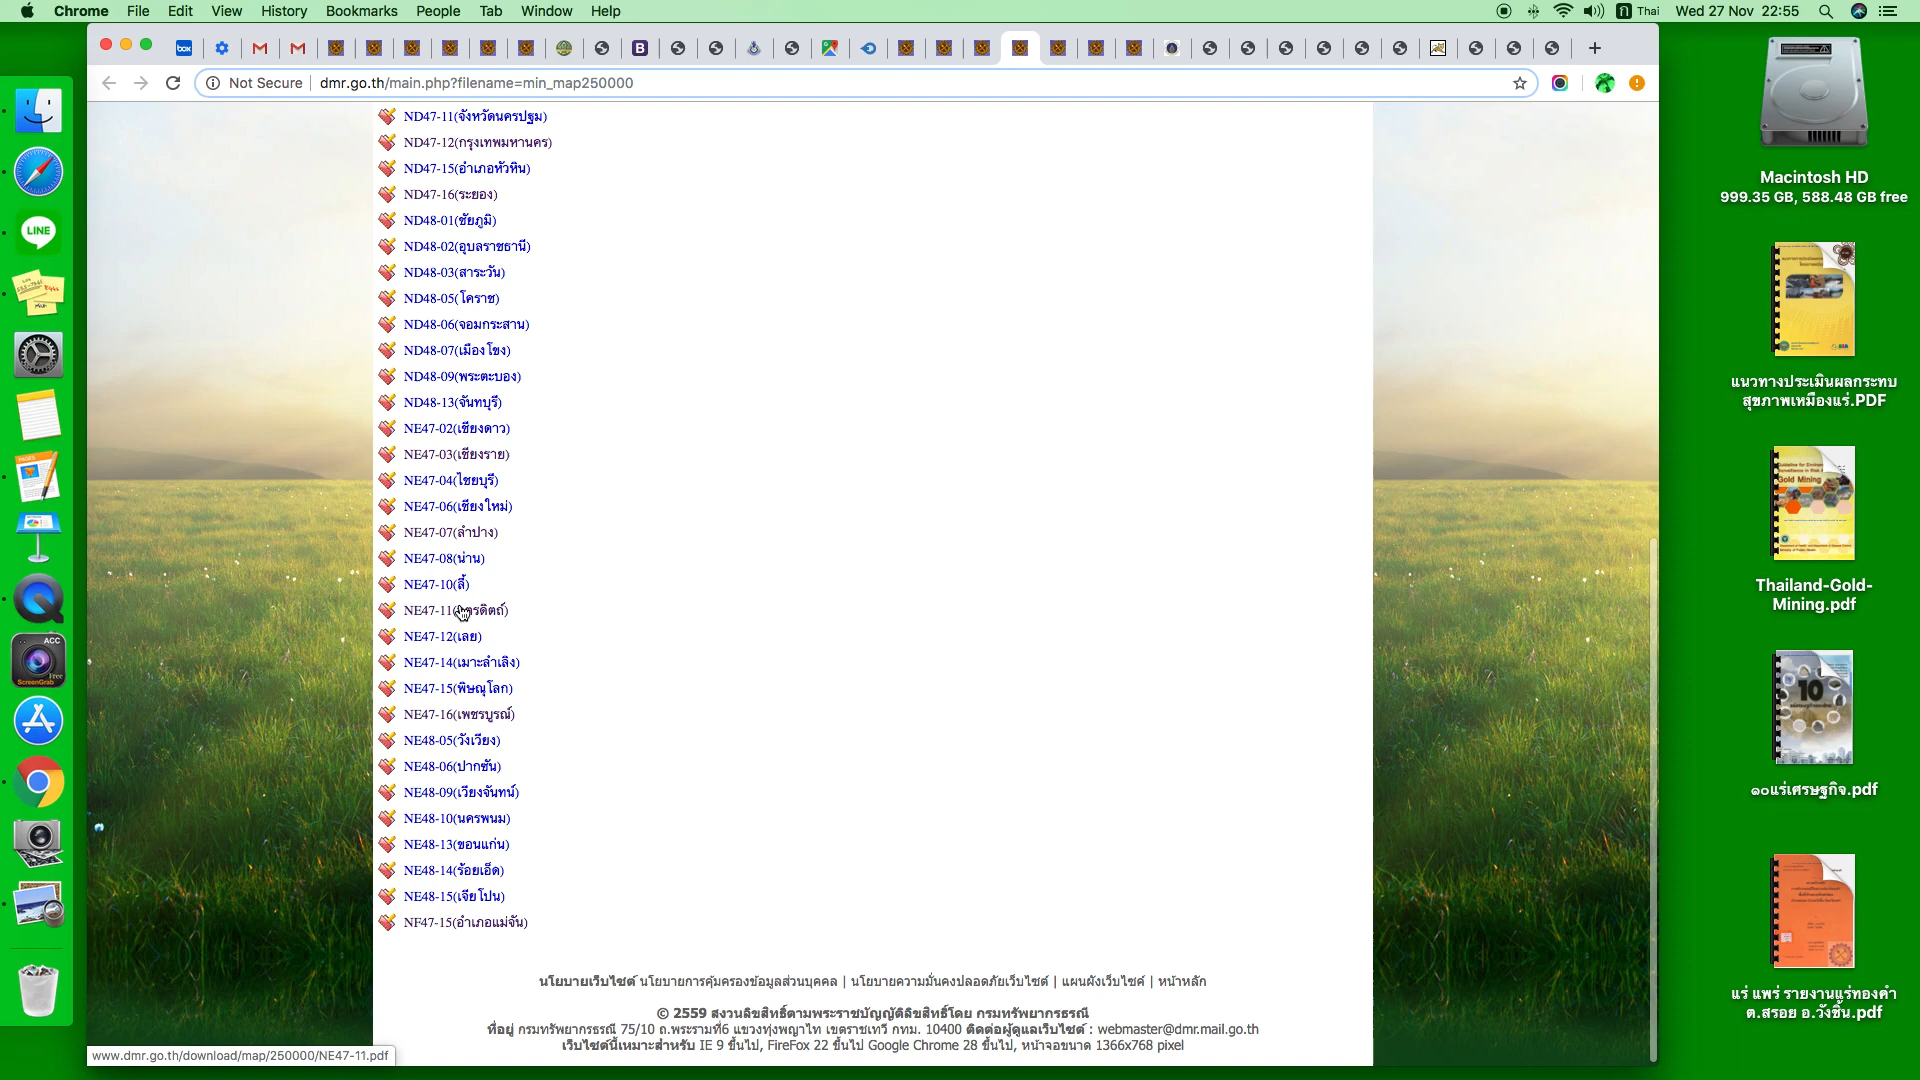 Chrome File Edit View History Bookmarks People Tab Window Help
Thai Wed 27 Nov 22:55
Not Secure dmr.go.th/main.php?filename=min_map250000
ND47-11(จังหวัดนครปฐม)
ND47-12(กรุงเทพมหานคร)
ND47-15(อำเภอหัวหิน)
ND47-16(ระยอง)
ND48-01(ชัยภูมิ)
ND48-02(อุบลราชธานี)
ND48-03(สาระวัน)
ND48-05(โคราช)
ND48-06(จอมกระสาน)
ND48-07(เมืองโขง)
ND48-09(พระตะบอง)
ND48-13(จันทบุรี)
NE47-02(เชียงดาว)
NE47-03(เชียงราย)
NE47-04(ไชยบุรี)
NE47-06(เชียงใหม่)
NE47-07(ลำปาง)
NE47-08(น่าน)
NE47-10(ลี้)
NE47-11
NE47-12(เลย)
NE47-14(เมาะลำเลิง)
NE47-15(พิษณุโลก)
NE47-16(เพชรบูรณ์)
NE48-05(วังเวียง)
NE48-06(ปากซัน)
NE48-09(เวียงจันทน์)
NE48-10(นครพนม)
NE48-13(ขอนแก่น)
NE48-14(ร้อยเอ็ด)
NE48-15(เจียโปน)
NF47-15(อำเภอแม่จัน)
นโยบายเว็บไซต์ นโยบายการคุ้มครองข้อมูลส่วนบุคคล | นโยบายความมั่นคงปลอดภัยเว็บไซต์ | แผนผังเว็บไซค์ | หน้าหลัก
© 2559 สงวนลิขสิทธิ์ตามพระราชบัญญัติลิขสิทธิ์โดย กรมทรัพยากรธรณี
ที่อยู่ กรมทรัพยากรธรณี 75/10 ถ.พระรามที่6 แขวงทุ่งพญาไท เขตราชเทวี กทม. 10400 ติดต่อผู้ดูแลเว็บไซต์ : webmaster@dmr.mail.go.th
เว็บไซต์นี้เหมาะสำหรับ IE 9 ขึ้นไป, FireFox 22 ขึ้นไป Google Chrome 28 ขึ้นไป, หน้าจอขนาด 1366x768 pixel
www.dmr.go.th/download/map/250000/NE47-11.pdf
box
LINE
PAGES
ACC
ScreenGrab Free
Macintosh HD
999.35 GB, 588.48 GB free
แนวทางประเมินผลกระทบ
สุขภาพเหมืองแร่.PDF
Gold Mining
Thailand-Gold-
Mining.pdf
10
๑๐แร่เศรษฐกิจ.pdf
แร่ แพร่ รายงานแร่ทองคำ
ต.สรอย อ.วังชิ้น.pdf